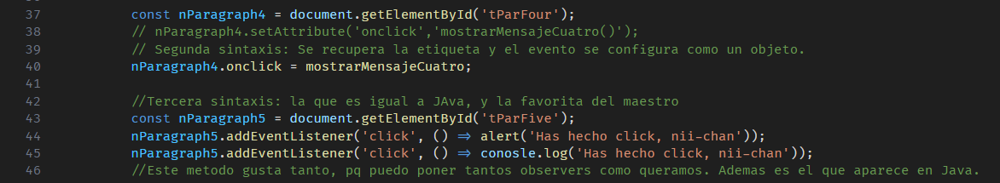 37 const nParagraph4 = document.getElementById('tParFour');
38 // nParagraph4.setAttribute('onclick','mostrarMensajeCuatro()');
39 // Segunda sintaxis: Se recupera la etiqueta y el evento se configura como un objeto.
40 nParagraph4.onclick = mostrarMensajeCuatro;
41
42 //Tercera sintaxis: la que es igual a JAva, y la favorita del maestro
43 const nParagraph5 = document.getElementById('tParFive');
44 nParagraph5.addEventListener('click', () => alert('Has hecho click, nii-chan'));
45 nParagraph5.addEventListener('click', () => conosle.log('Has hecho click, nii-chan'));
46 //Este metodo gusta tanto, pq puedo poner tantos observers como queramos. Ademas es el que aparece en Java.